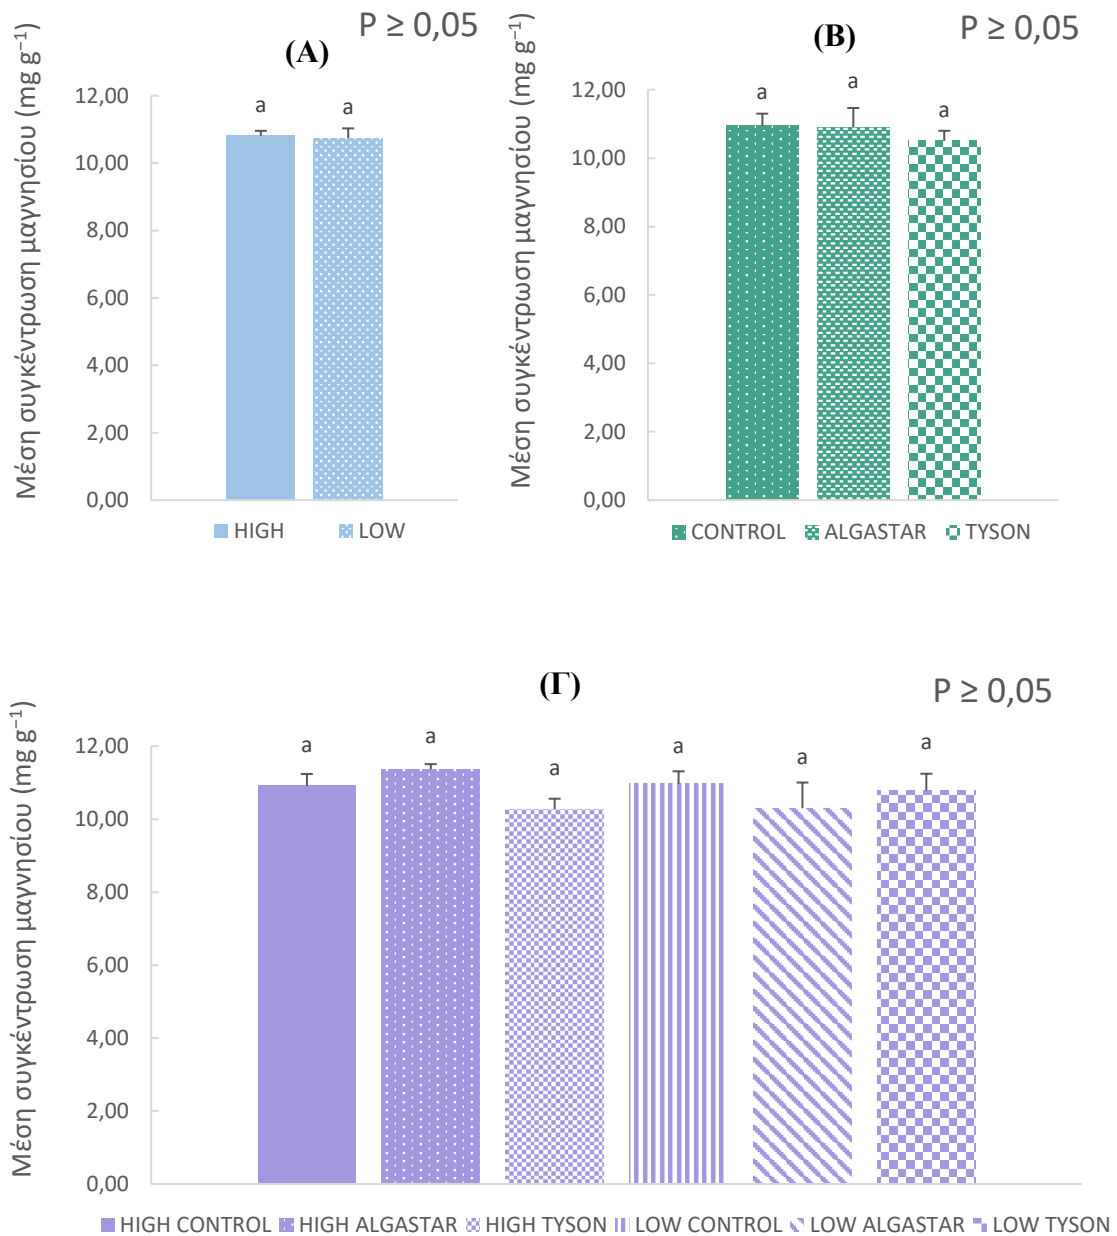 P ≥ 0,05
(Α)
Μέση συγκέντρωση μαγνησίου (mg g⁻¹)
12,00
10,00
8,00
6,00
4,00
2,00
0,00
a
a
HIGH
LOW
P ≥ 0,05
(Β)
Μέση συγκέντρωση μαγνησίου (mg g⁻¹)
12,00
10,00
8,00
6,00
4,00
2,00
0,00
a
a
a
CONTROL
ALGASTAR
TYSON
(Γ)
P ≥ 0,05
Μέση συγκέντρωση μαγνησίου (mg g⁻¹)
12,00
10,00
8,00
6,00
4,00
2,00
0,00
a
a
a
a
a
a
HIGH CONTROL
HIGH ALGASTAR
HIGH TYSON
LOW CONTROL
LOW ALGASTAR
LOW TYSON